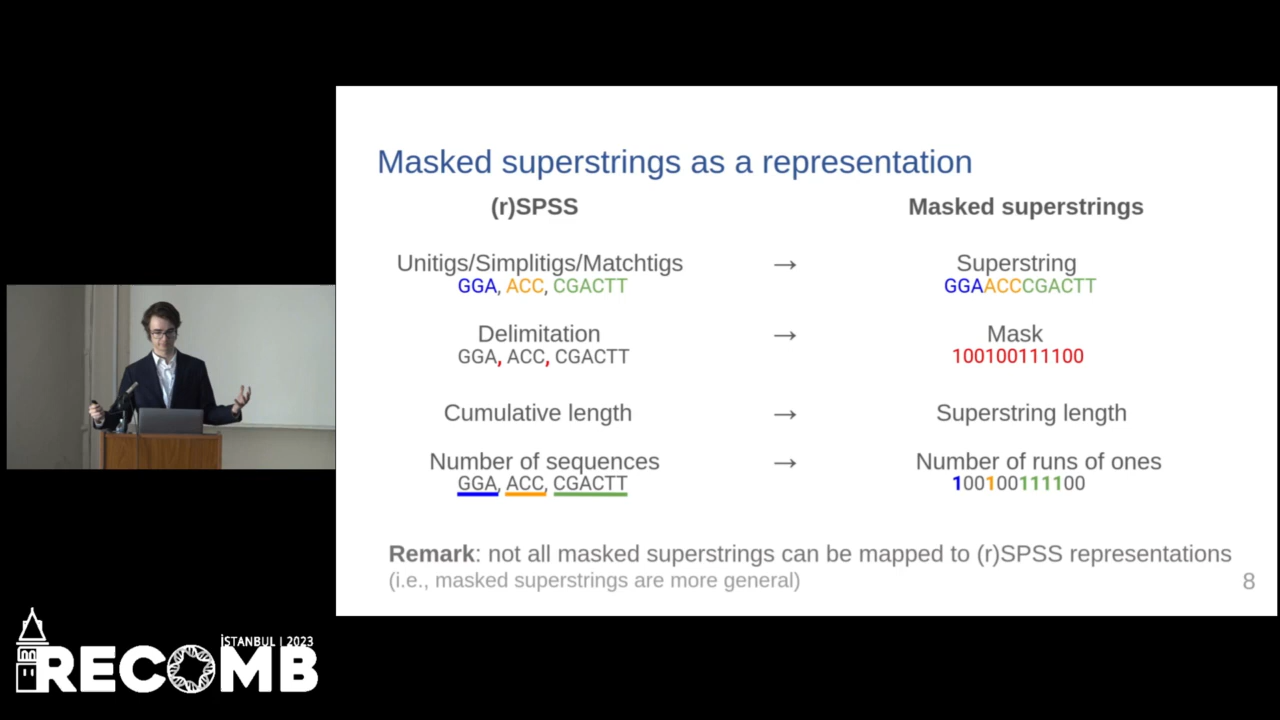 Masked superstrings as a representation
(r)SPSS
Masked superstrings
Unitigs/Simplitigs/Matchtigs → Superstring
GGA, ACC, CGACTT
GGAACCCGACTT
Delimitation → Mask
GGA, ACC, CGACTT
100100111100
Cumulative length → Superstring length
Number of sequences → Number of runs of ones
GGA, ACC, CGACTT
100100111100
Remark: not all masked superstrings can be mapped to (r)SPSS representations
(i.e., masked superstrings are more general)
8
İSTANBUL | 2023
RECOMB